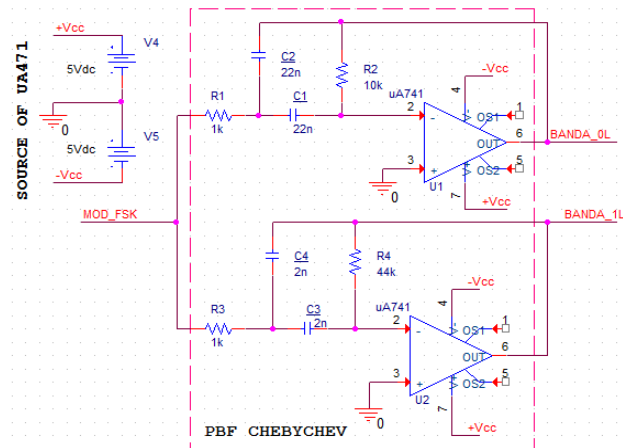 SOURCE OF UA471
+Vcc
V4
5Vdc
0
V5
5Vdc
-Vcc
MOD_FSK
C2
22n
R2
10k
R1
1k
C1
22n
uA741
-Vcc
4
V-
OS1
1
2
-
OUT
6
BANDA_0L
3
+
OS2
5
V+
U1
0
7
+Vcc
BANDA_1L
C4
2n
R4
44k
R3
1k
C3
2n
uA741
-Vcc
4
V-
OS1
1
2
-
OUT
6
3
+
OS2
5
V+
U2
0
7
+Vcc
PBF CHEBYCHEV